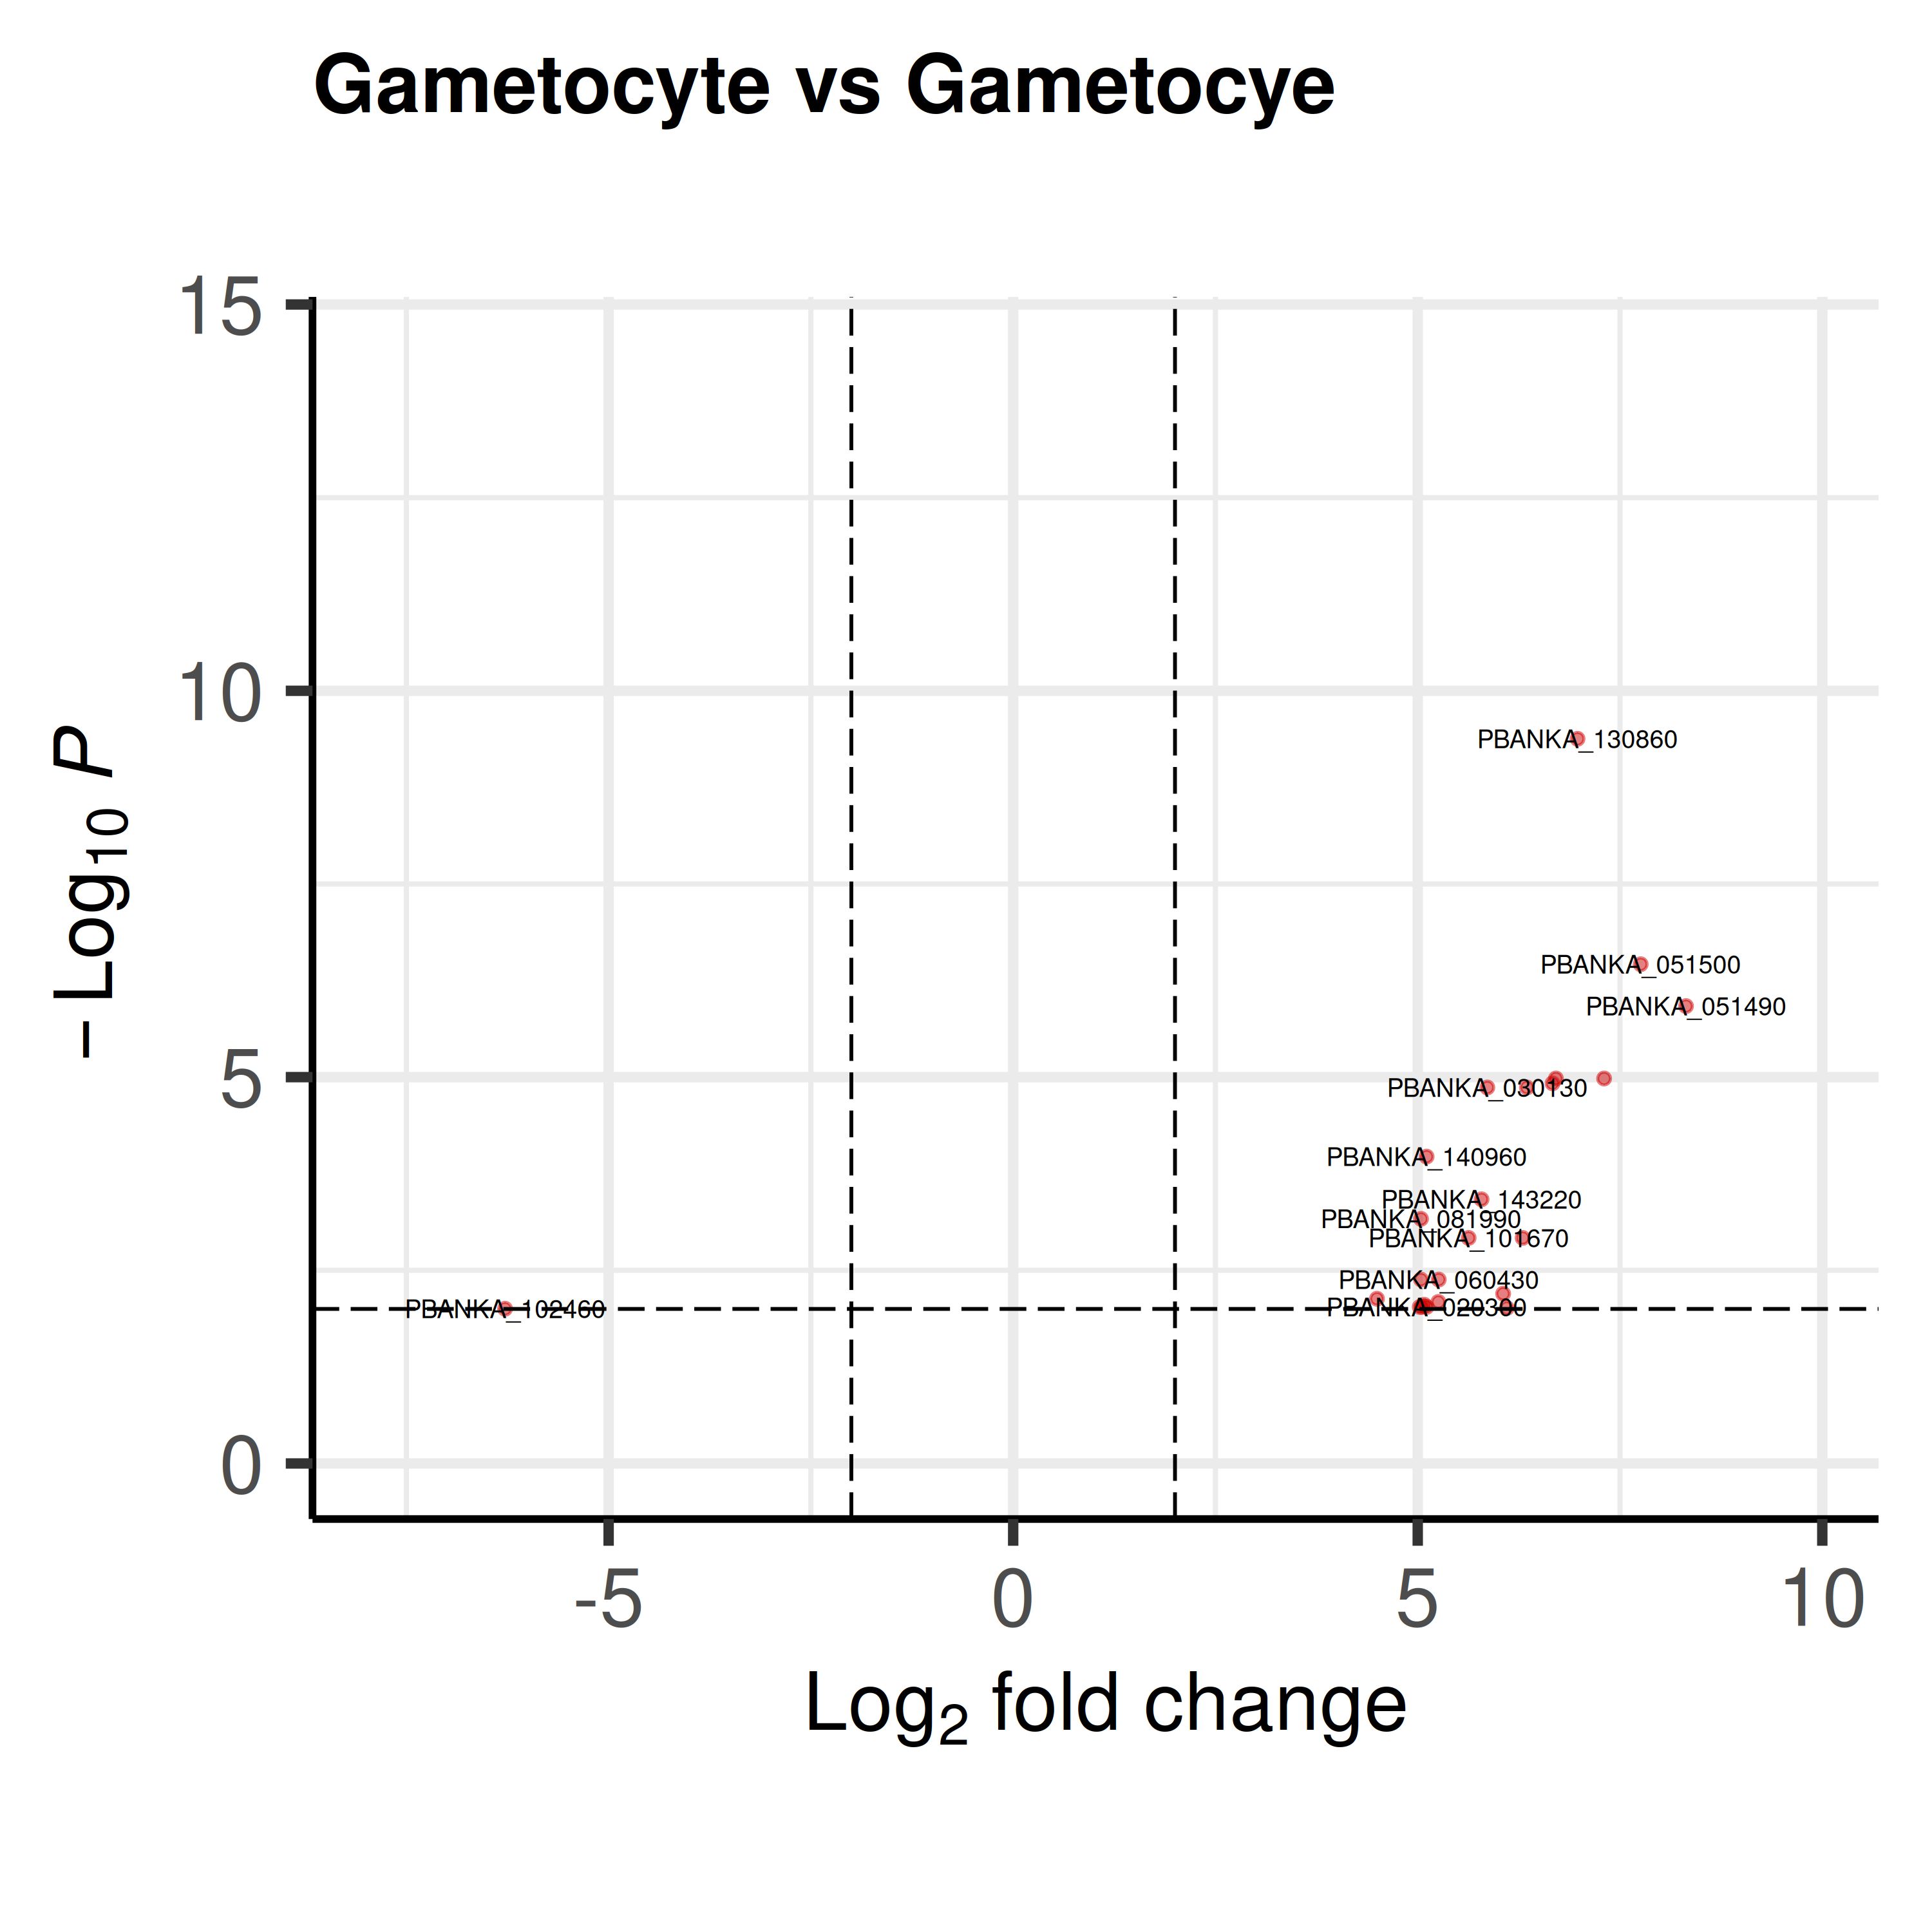 Gametocyte vs Gametocye
15
10
5
0
− Log10 P
PBANKA_130860
PBANKA_051500
PBANKA_051490
PBANKA_030130
PBANKA_140960
PBANKA_143220
PBANKA_081990
PBANKA_101670
PBANKA_060430
PBANKA_102460
PBANKA_020300
-5
0
5
10
Log2 fold change